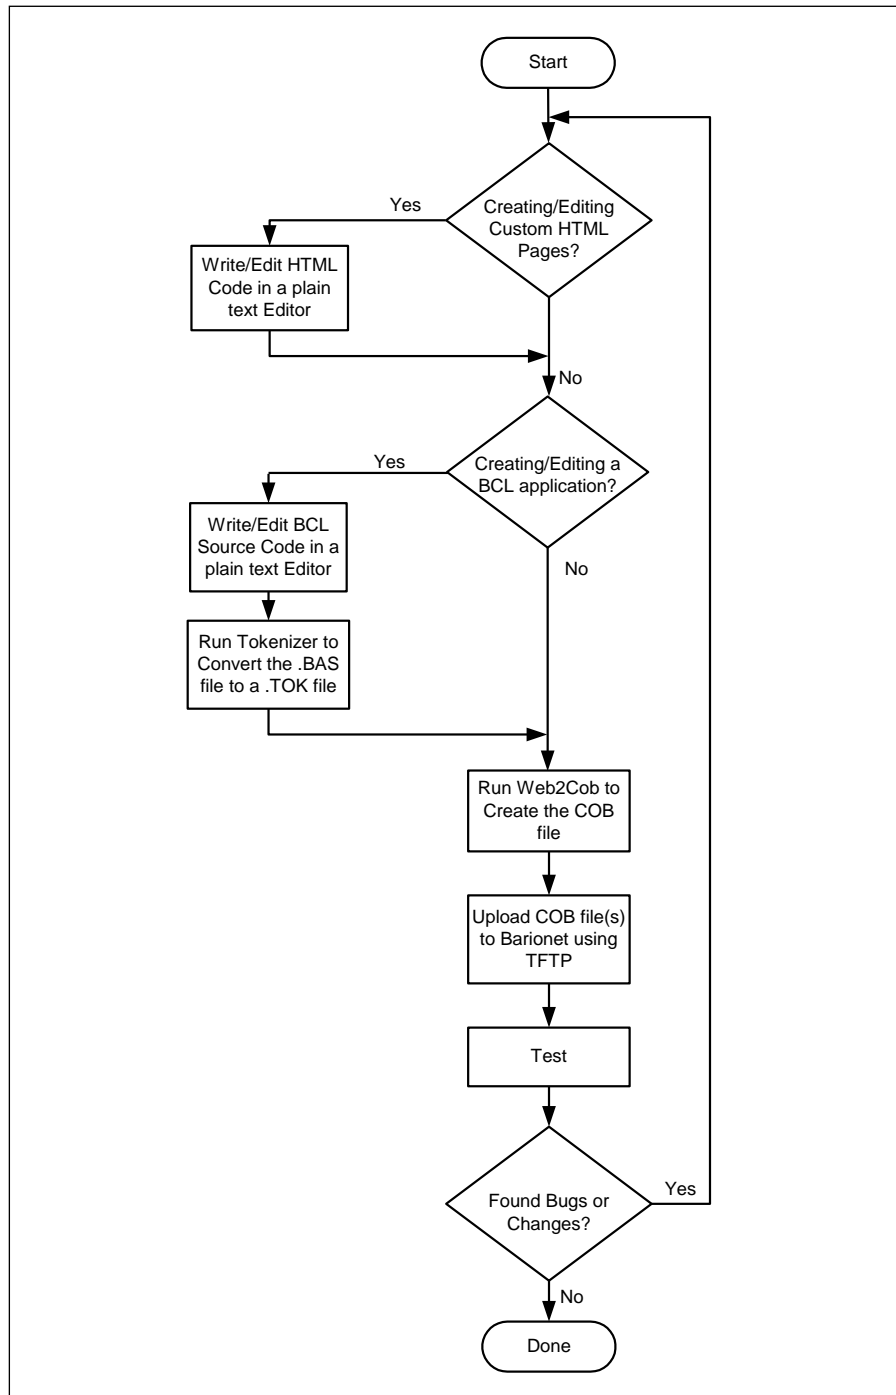 Start
Creating/Editing
Custom HTML
Pages?
Yes
Write/Edit HTML
Code in a plain
text Editor
No
Creating/Editing a
BCL application?
Yes
Write/Edit BCL
Source Code in a
plain text Editor
No
Run Tokenizer to
Convert the .BAS
file to a .TOK file
Run Web2Cob to
Create the COB
file
Upload COB file(s)
to Barionet using
TFTP
Test
Found Bugs or
Changes?
Yes
No
Done